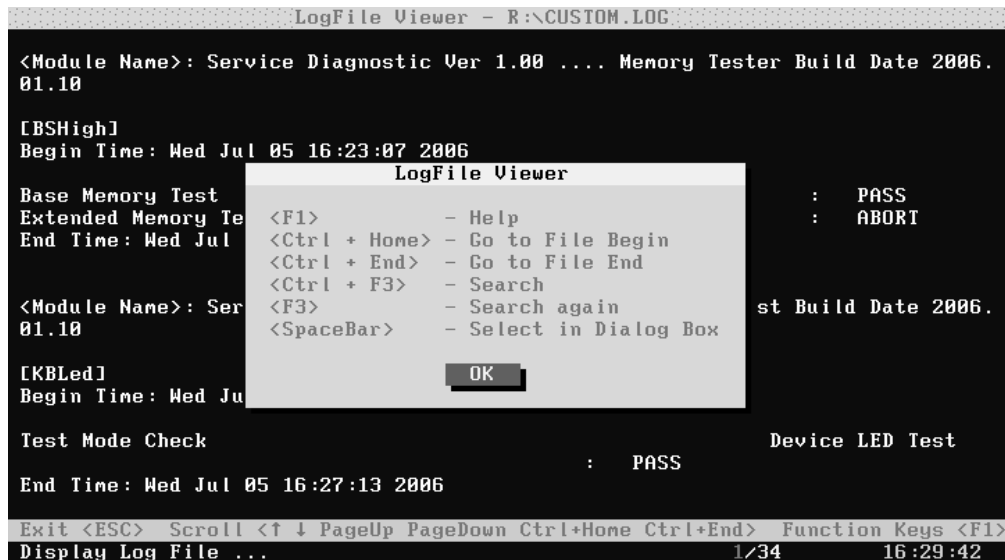 LogFile Viewer - R:\CUSTOM.LOG
<Module Name>: Service Diagnostic Ver 1.00 .... Memory Tester Build Date 2006.
01.10
[BSHigh]
Begin Time: Wed Jul 05 16:23:07 2006
Base Memory Test : PASS
Extended Memory Te : ABORT
End Time: Wed Jul
<Module Name>: Ser st Build Date 2006.
01.10
[KBLed]
Begin Time: Wed Ju
LogFile Viewer
<F1> - Help
<Ctrl + Home> - Go to File Begin
<Ctrl + End> - Go to File End
<Ctrl + F3> - Search
<F3> - Search again
<SpaceBar> - Select in Dialog Box
OK
Test Mode Check Device LED Test
: PASS
End Time: Wed Jul 05 16:27:13 2006
Exit <ESC> Scroll <↑ ↓ PageUp PageDown Ctrl+Home Ctrl+End> Function Keys <F1>
Display Log File ... 1/34 16:29:42